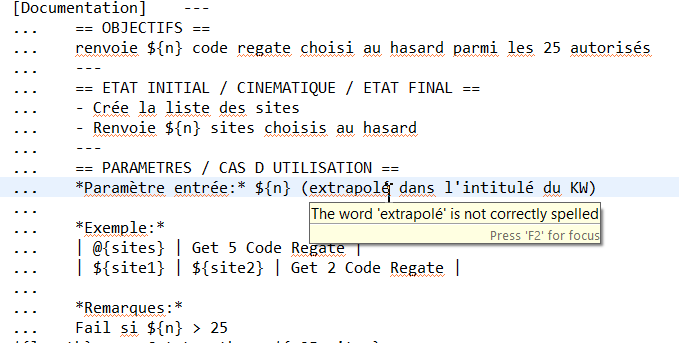 [Documentation]    ---
...    == OBJECTIFS ==
...    renvoie ${n} code regate choisi au hasard parmi les 25 autorisés
...    ---
...    == ETAT INITIAL / CINEMATIQUE / ETAT FINAL ==
...    - Crée la liste des sites
...    - Renvoie ${n} sites choisis au hasard
...    ---
...    == PARAMETRES / CAS D UTILISATION ==
...    *Paramètre entrée:* ${n} (extrapolé dans l'intitulé du KW)
...
The word 'extrapolé' is not correctly spelled
Press 'F2' for focus
...    *Exemple:*
...    | @{sites} | Get 5 Code Regate |
...    | ${site1} | ${site2} | Get 2 Code Regate |
...
...    *Remarques:*
...    Fail si ${n} > 25